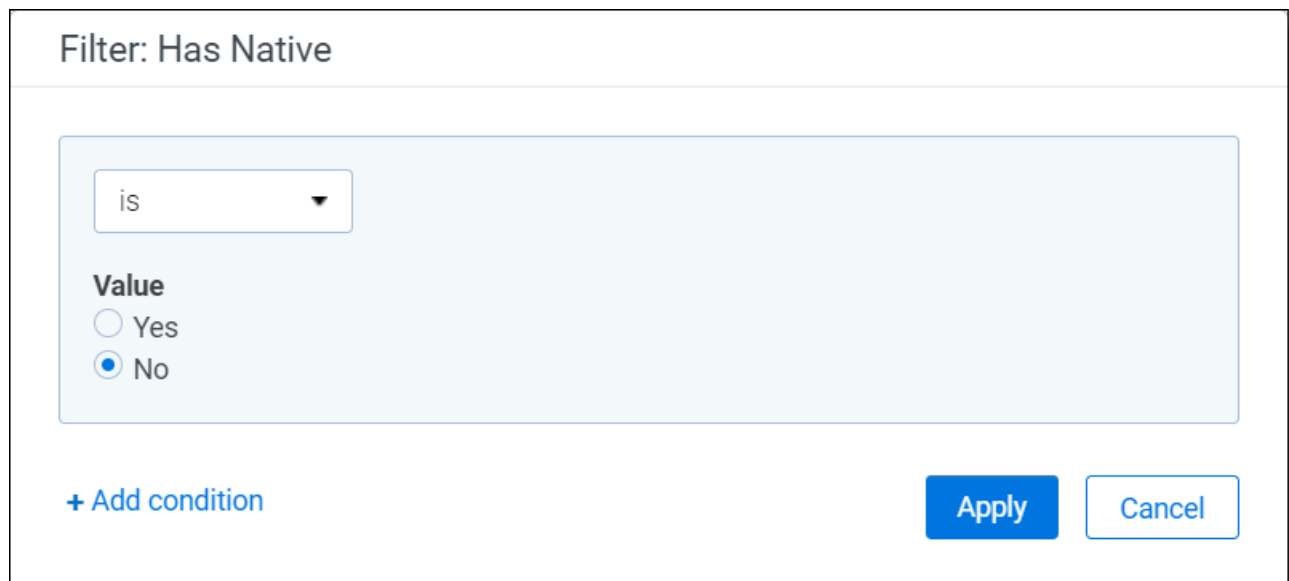 Filter: Has Native
is
Value
Yes
No
+ Add condition
Apply
Cancel